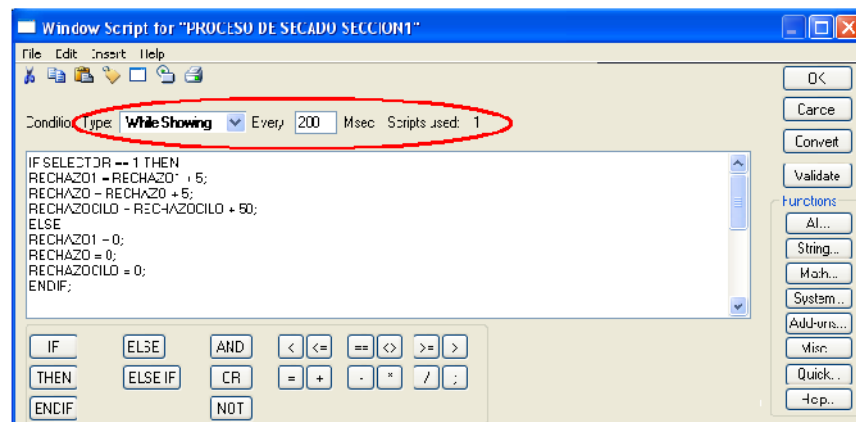 Window Script for "PROCESO DE SECADO SECCION1"
File Edit Insert Help
Condition Type: While Showing Every 200 Msec Scripts used: 1
IF SELECTOR == 1 THEN
RECHAZO1 = RECHAZO1 + 5;
RECHAZO = RECHAZO + 5;
RECHAZOCILO = RECHAZOCILO + 50;
ELSE
RECHAZO1 = 0;
RECHAZO = 0;
RECHAZOCILO = 0;
ENDIF;
OK
Cancel
Convert
Validate
Functions
All...
String...
Math...
System...
Add-ons...
Misc...
Quick...
Help...
IF ELSE AND < <= == <> >= >
THEN ELSE IF OR = + - * / ;
ENDIF NOT